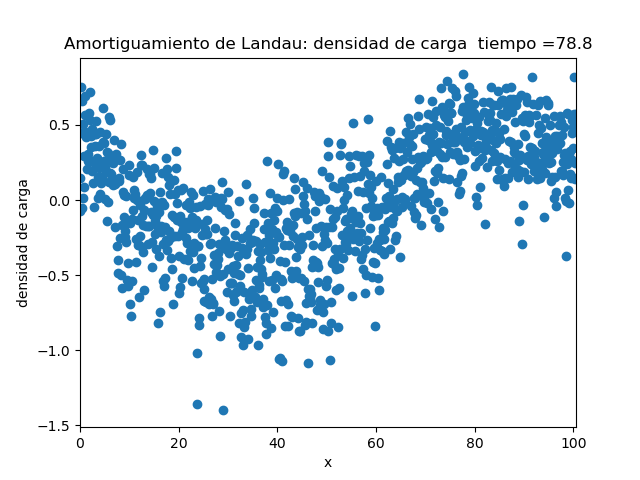 Amortiguamiento de Landau: densidad de carga  tiempo =78.8
densidad de carga
0.5
0.0
−0.5
−1.0
−1.5
0 20 40 60 80 100
x